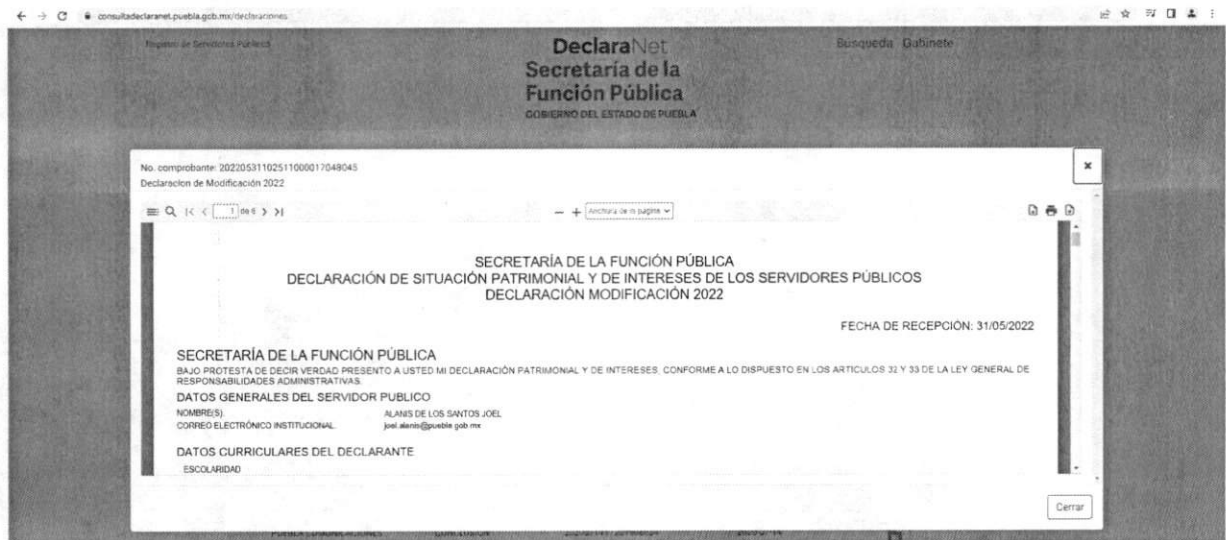 consultadeclaranet.puebla.gob.mx/declaraciones
Registro de Servidores Públicos
DeclaraNet
Búsqueda Gabinete
Secretaría de la
Función Pública
GOBIERNO DEL ESTADO DE PUEBLA
No. comprobante: 20220531102511000017048045
Declaracion de Modificación 2022
1 de 6
Anchura de la página
SECRETARÍA DE LA FUNCIÓN PÚBLICA
DECLARACIÓN DE SITUACIÓN PATRIMONIAL Y DE INTERESES DE LOS SERVIDORES PÚBLICOS
DECLARACIÓN MODIFICACIÓN 2022
FECHA DE RECEPCIÓN: 31/05/2022
SECRETARÍA DE LA FUNCIÓN PÚBLICA
BAJO PROTESTA DE DECIR VERDAD PRESENTO A USTED MI DECLARACIÓN PATRIMONIAL Y DE INTERESES, CONFORME A LO DISPUESTO EN LOS ARTICULOS 32 Y 33 DE LA LEY GENERAL DE
RESPONSABILIDADES ADMINISTRATIVAS.
DATOS GENERALES DEL SERVIDOR PUBLICO
NOMBRE(S): ALANIS DE LOS SANTOS JOEL
CORREO ELECTRÓNICO INSTITUCIONAL: joel.alanis@puebla.gob.mx
DATOS CURRICULARES DEL DECLARANTE
ESCOLARIDAD
Cerrar